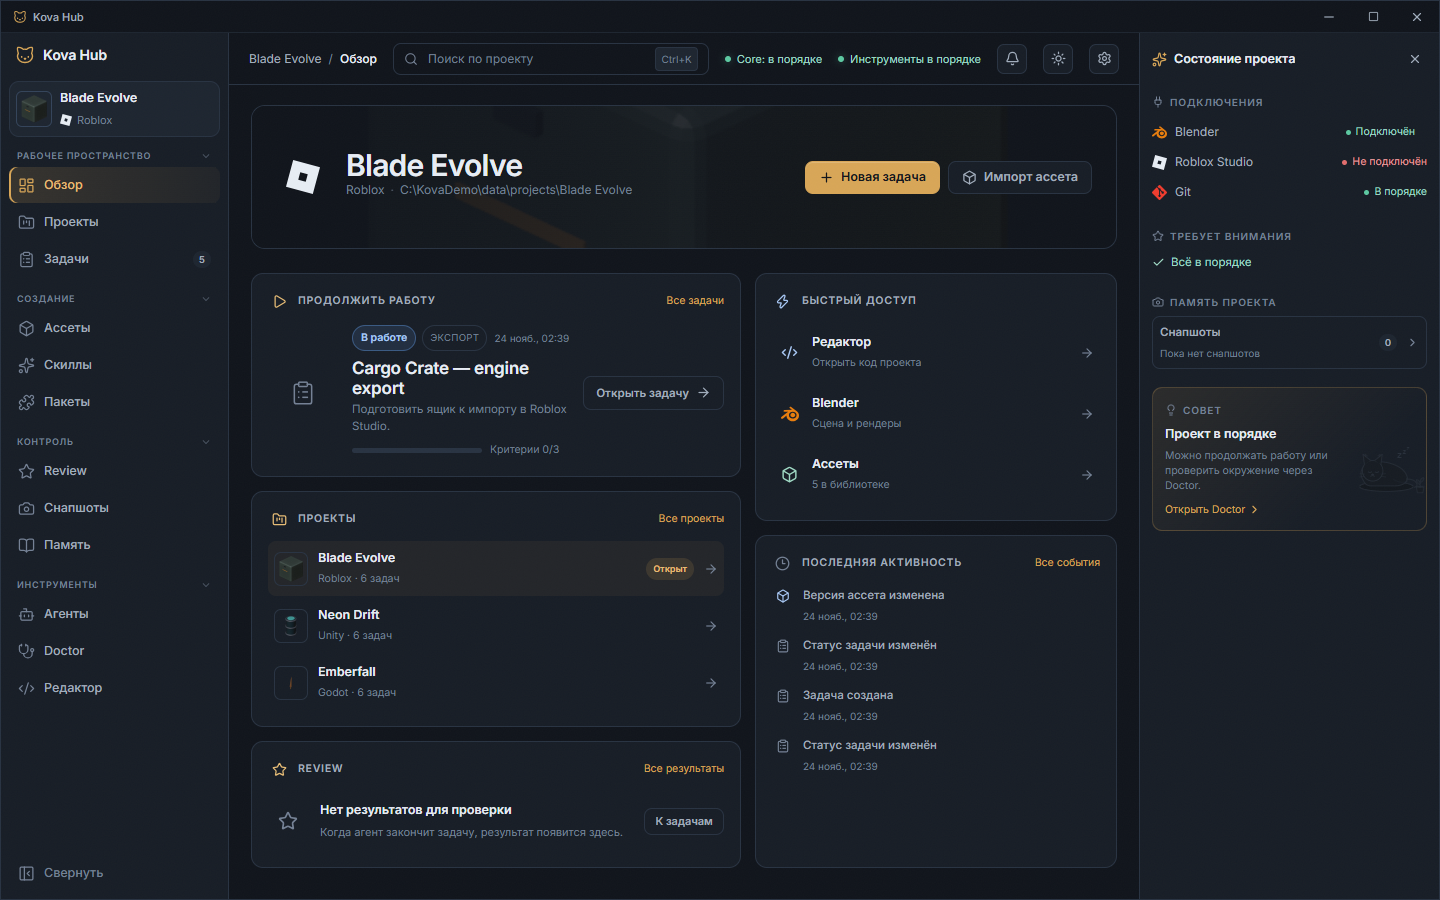 Kova Hub
Kova Hub
Blade Evolve
Roblox
РАБОЧЕЕ ПРОСТРАНСТВО
Обзор
Проекты
Задачи
5
СОЗДАНИЕ
Ассеты
Скиллы
Пакеты
КОНТРОЛЬ
Review
Снапшоты
Память
ИНСТРУМЕНТЫ
Агенты
Doctor
Редактор
Свернуть
Blade Evolve / Обзор
Поиск по проекту
Ctrl+K
Core: в порядке
Инструменты в порядке
Blade Evolve
Roblox · C:\KovaDemo\data\projects\Blade Evolve
Новая задача
Импорт ассета
ПРОДОЛЖИТЬ РАБОТУ
Все задачи
В работе
ЭКСПОРТ
24 нояб., 02:39
Cargo Crate — engine
export
Подготовить ящик к импорту в Roblox
Studio.
Критерии 0/3
Открыть задачу
ПРОЕКТЫ
Все проекты
Blade Evolve
Roblox · 6 задач
Открыт
Neon Drift
Unity · 6 задач
Emberfall
Godot · 6 задач
REVIEW
Все результаты
Нет результатов для проверки
Когда агент закончит задачу, результат появится здесь.
К задачам
БЫСТРЫЙ ДОСТУП
Редактор
Открыть код проекта
Blender
Сцена и рендеры
Ассеты
5 в библиотеке
ПОСЛЕДНЯЯ АКТИВНОСТЬ
Все события
Версия ассета изменена
24 нояб., 02:39
Статус задачи изменён
24 нояб., 02:39
Задача создана
24 нояб., 02:39
Статус задачи изменён
24 нояб., 02:39
Состояние проекта
ПОДКЛЮЧЕНИЯ
Blender
Подключён
Roblox Studio
Не подключён
Git
В порядке
ТРЕБУЕТ ВНИМАНИЯ
Всё в порядке
ПАМЯТЬ ПРОЕКТА
Снапшоты
Пока нет снапшотов
0
СОВЕТ
Проект в порядке
Можно продолжать работу или
проверить окружение через
Doctor.
Открыть Doctor